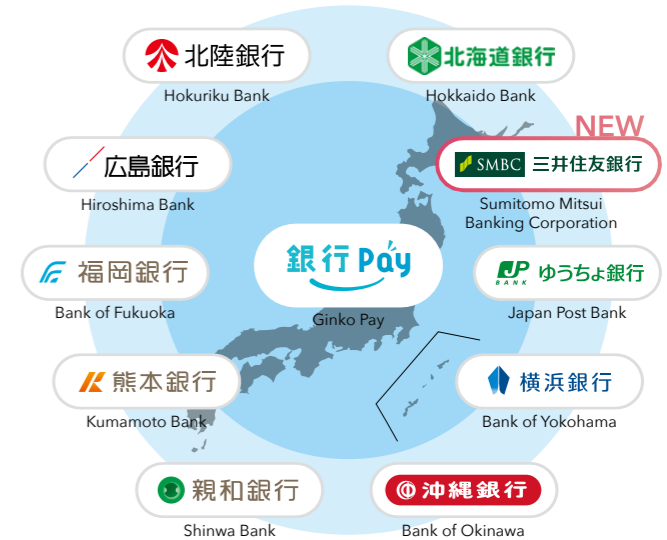 北陸銀行
Hokuriku Bank
北海道銀行
Hokkaido Bank
NEW
広島銀行
Hiroshima Bank
SMBC 三井住友銀行
Sumitomo Mitsui
Banking Corporation
福岡銀行
Bank of Fukuoka
銀行Pay
Ginko Pay
JP
BANK
ゆうちょ銀行
Japan Post Bank
熊本銀行
Kumamoto Bank
横浜銀行
Bank of Yokohama
親和銀行
Shinwa Bank
沖縄銀行
Bank of Okinawa